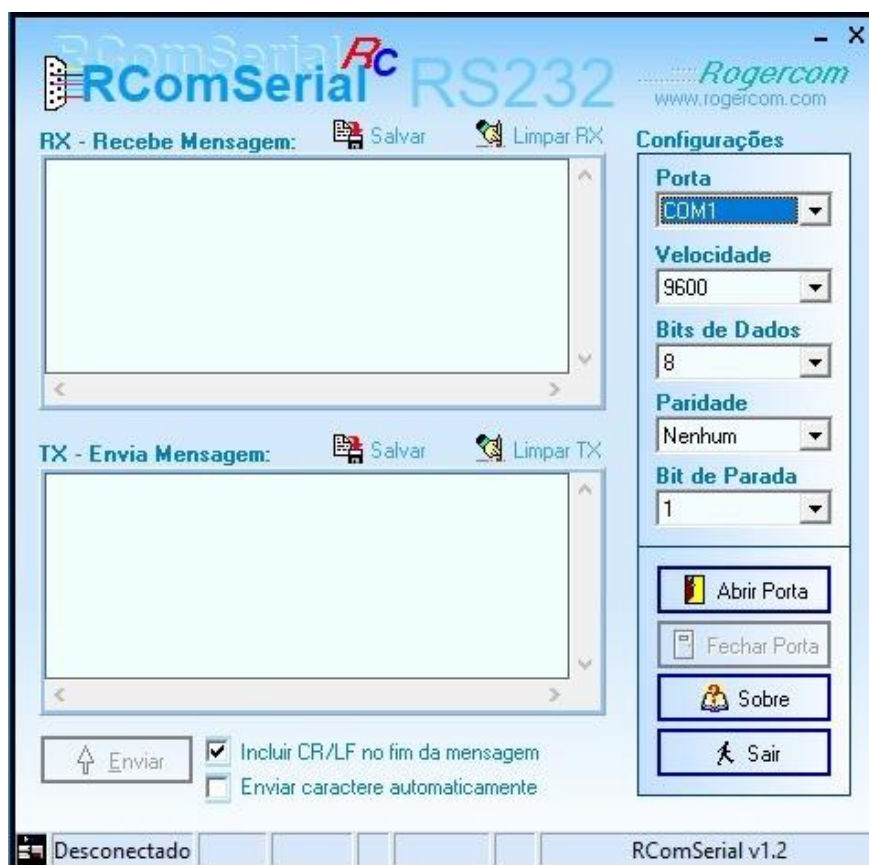 RComSerial
RComSerial RC RS232
Rogercom
www.rogercom.com
RX - Recebe Mensagem: Salvar Limpar RX
Configurações
Porta
COM1
Velocidade
9600
Bits de Dados
8
Paridade
Nenhum
Bit de Parada
1
TX - Envia Mensagem: Salvar Limpar TX
Abrir Porta
Fechar Porta
Sobre
Sair
Enviar
Incluir CR/LF no fim da mensagem
Enviar caractere automaticamente
Desconectado
RComSerial v1.2